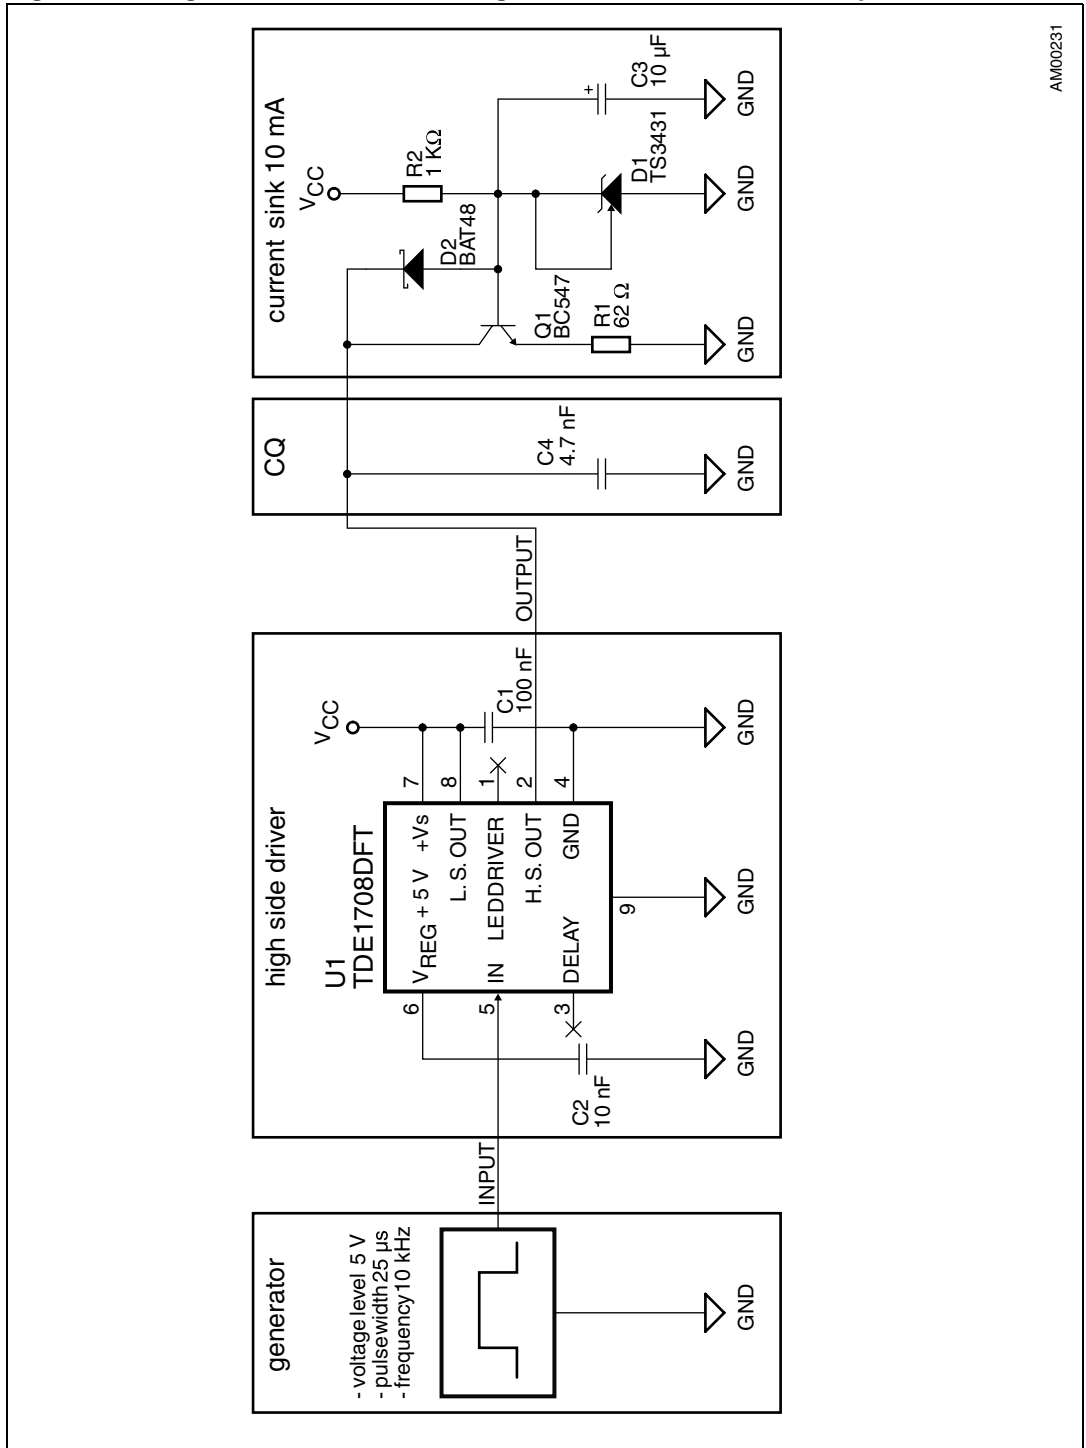 generator
- voltage level 5 V
- pulsewidth 25 µs
- frequency 10 kHz
GND
INPUT
high side driver
U1
TDE1708DFT
6
5
3
VREG + 5 V +Vs
L. S. OUT
IN LEDDRIVER
H. S. OUT
DELAY GND
7
8
1
2
4
9
C2
10 nF
GND
GND
VCC
C1
100 nF
GND
OUTPUT
CQ
C4
4.7 nF
GND
current sink 10 mA
VCC
D2
BAT48
R2
1 KΩ
Q1
BC547
R1
62 Ω
D1
TS3431
+
C3
10 µF
GND
GND
GND
AM00231